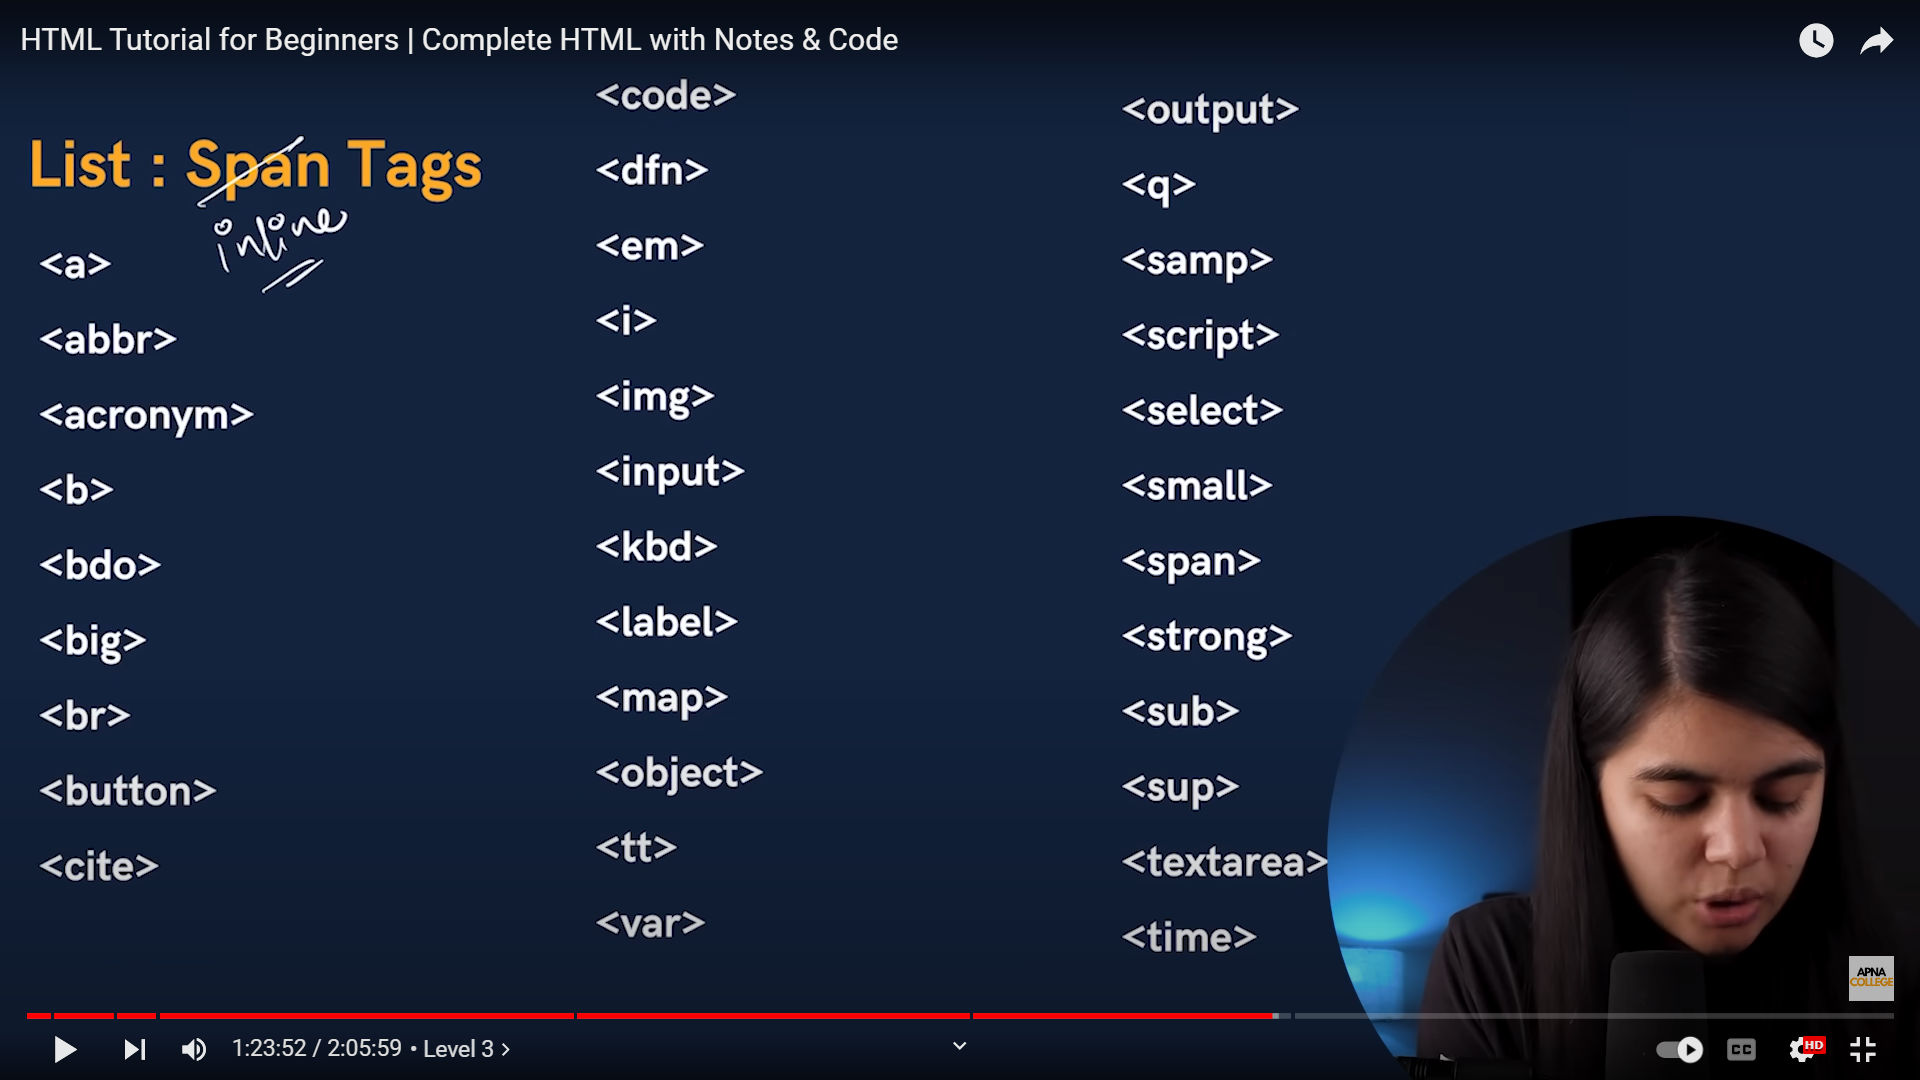 HTML Tutorial for Beginners | Complete HTML with Notes & Code
List : Span Tags
inline
<a>
<abbr>
<acronym>
<b>
<bdo>
<big>
<br>
<button>
<cite>
<code>
<dfn>
<em>
<i>
<img>
<input>
<kbd>
<label>
<map>
<object>
<tt>
<var>
<output>
<q>
<samp>
<script>
<select>
<small>
<span>
<strong>
<sub>
<sup>
<textarea>
<time>
APNA
COLLEGE
1:23:52 / 2:05:59 • Level 3 >
CC
HD